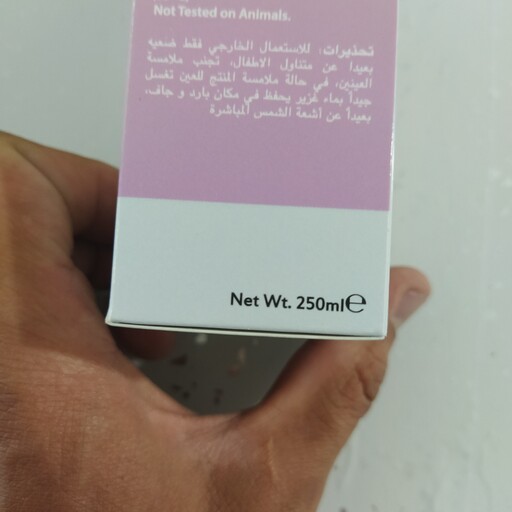 Not Tested on Animals.
تحذيرات: للاستعمال الخارجي فقط ضعيه
بعيدا عن متناول الاطفال، تجنب ملامسة
العينين، في حالة ملامسة المنتج للعين تغسل
جيداً بماء غزير يحفظ في مكان بارد و جاف،
بعيداً عن أشعة الشمس المباشرة
Net Wt. 250ml℮